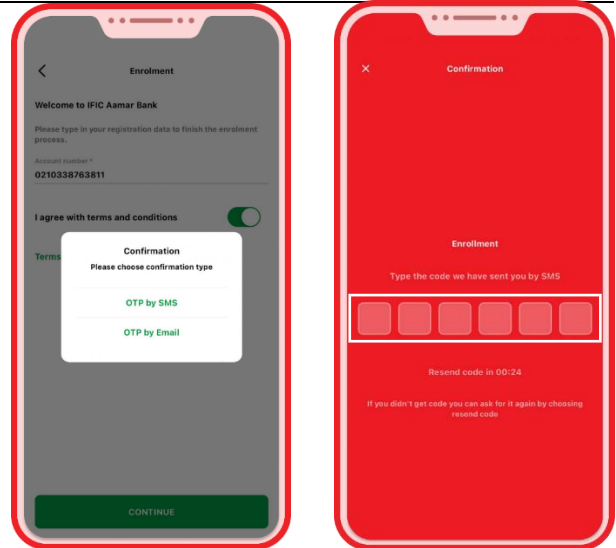 Enrolment
Welcome to IFIC Aamar Bank
Please type in your registration data to finish the enrolment
process.
Account number *
0210338763811
I agree with terms and conditions
Terms
Confirmation
Please choose confirmation type
OTP by SMS
OTP by Email
CONTINUE
Confirmation
Enrollment
Type the code we have sent you by SMS
Resend code in 00:24
If you didn't get code you can ask for it again by choosing
resend code